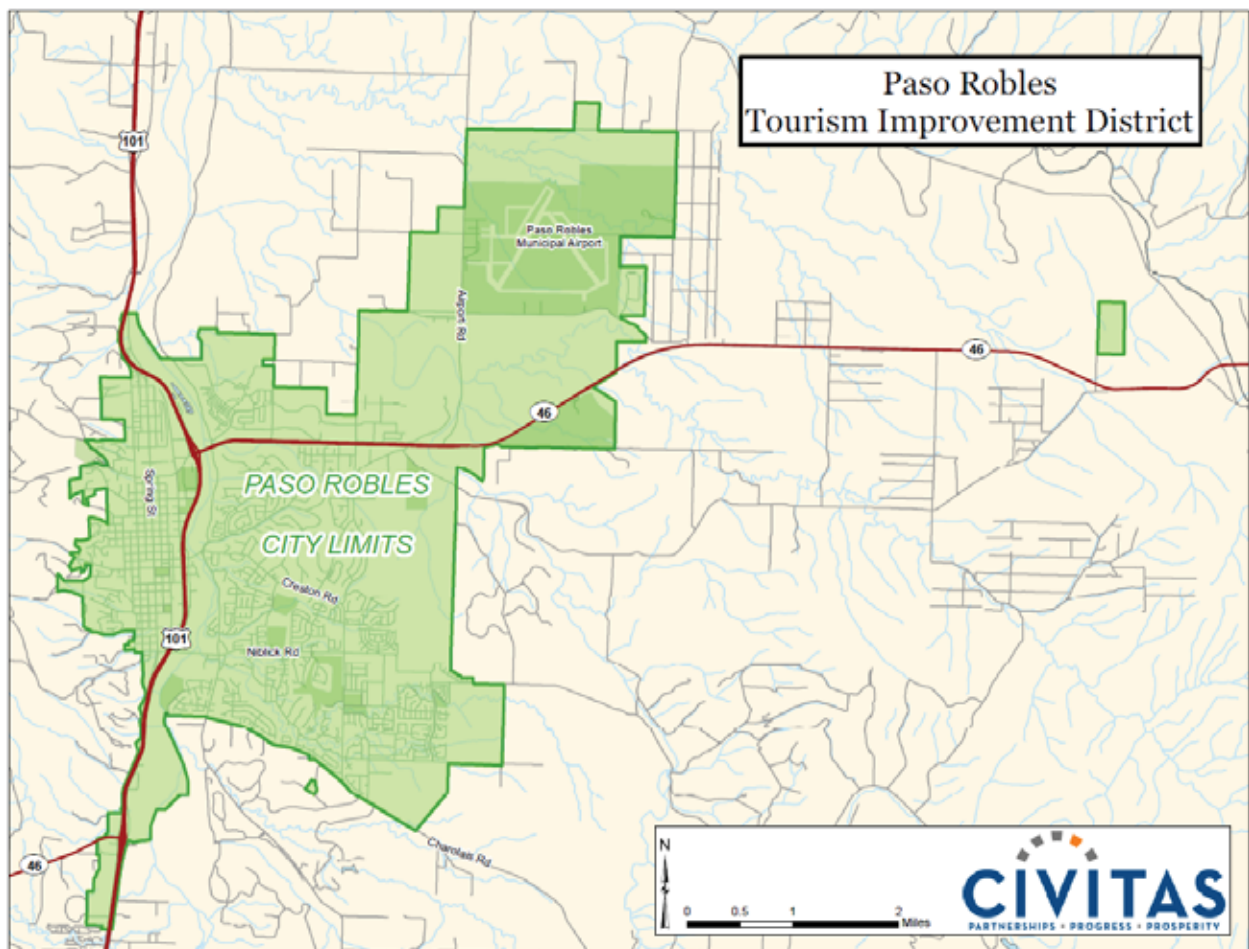 Paso Robles
Tourism Improvement District
101
Paso Robles
Municipal Airport
Airport Rd
46
46
Spring St
PASO ROBLES
CITY LIMITS
Creston Rd
101
Niblick Rd
Charolais Rd
46
N
0 0.5 1 2
Miles
CIVITAS
PARTNERSHIPS • PROGRESS • PROSPERITY